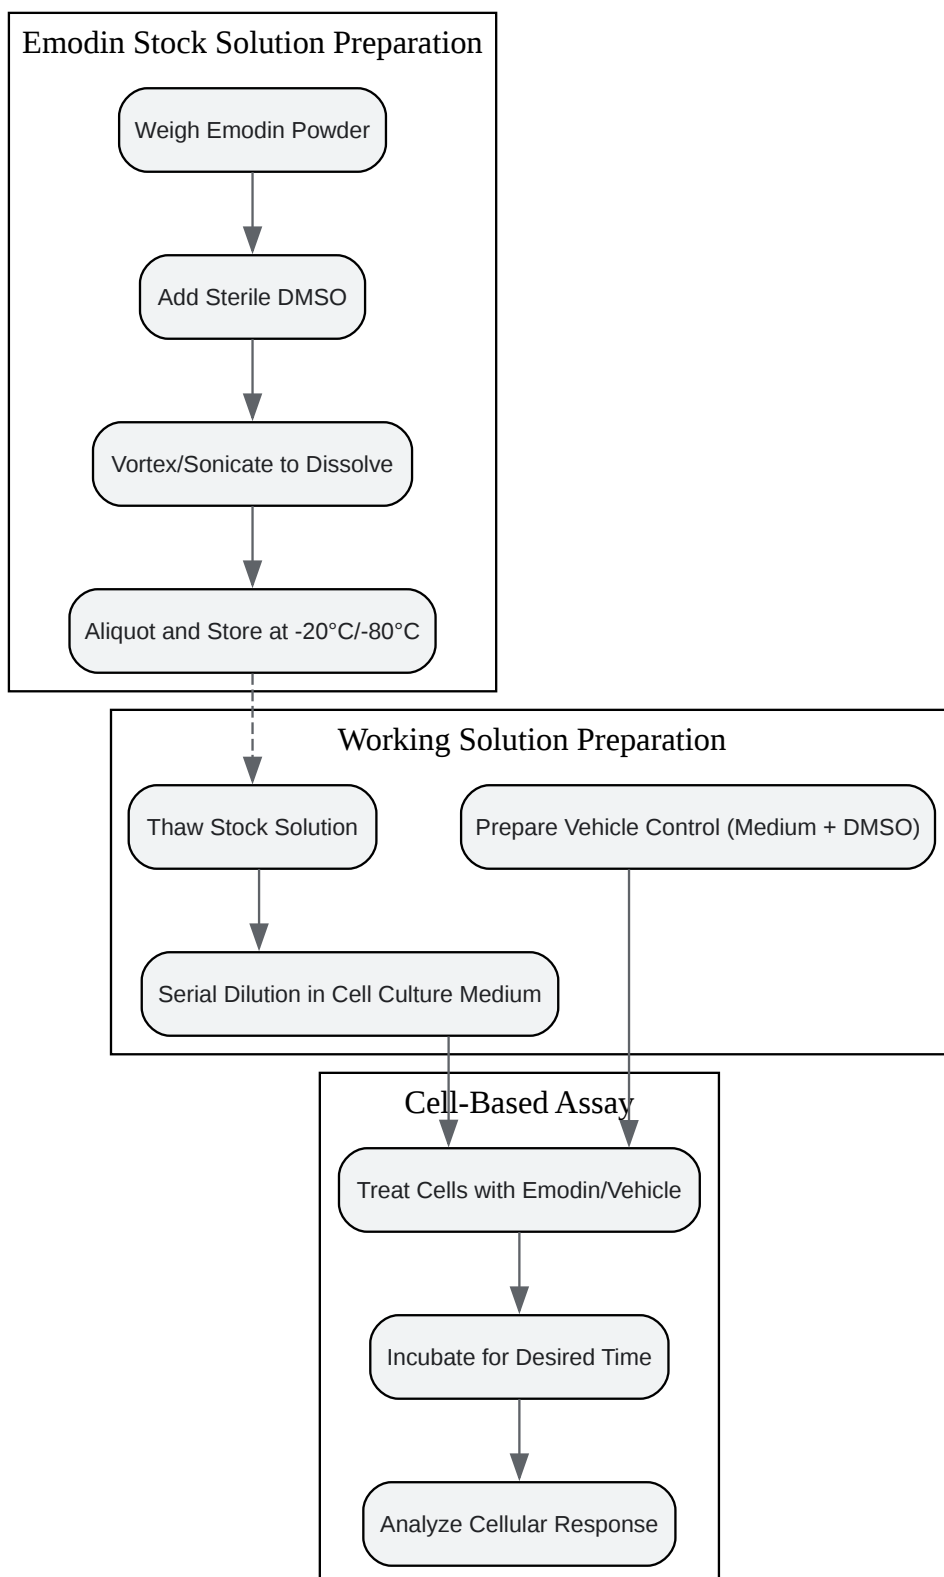 Emodin Stock Solution Preparation
Weigh Emodin Powder
Add Sterile DMSO
Vortex/Sonicate to Dissolve
Aliquot and Store at -20°C/-80°C
Working Solution Preparation
Thaw Stock Solution
Prepare Vehicle Control (Medium + DMSO)
Serial Dilution in Cell Culture Medium
Cell-Based Assay
Treat Cells with Emodin/Vehicle
Incubate for Desired Time
Analyze Cellular Response